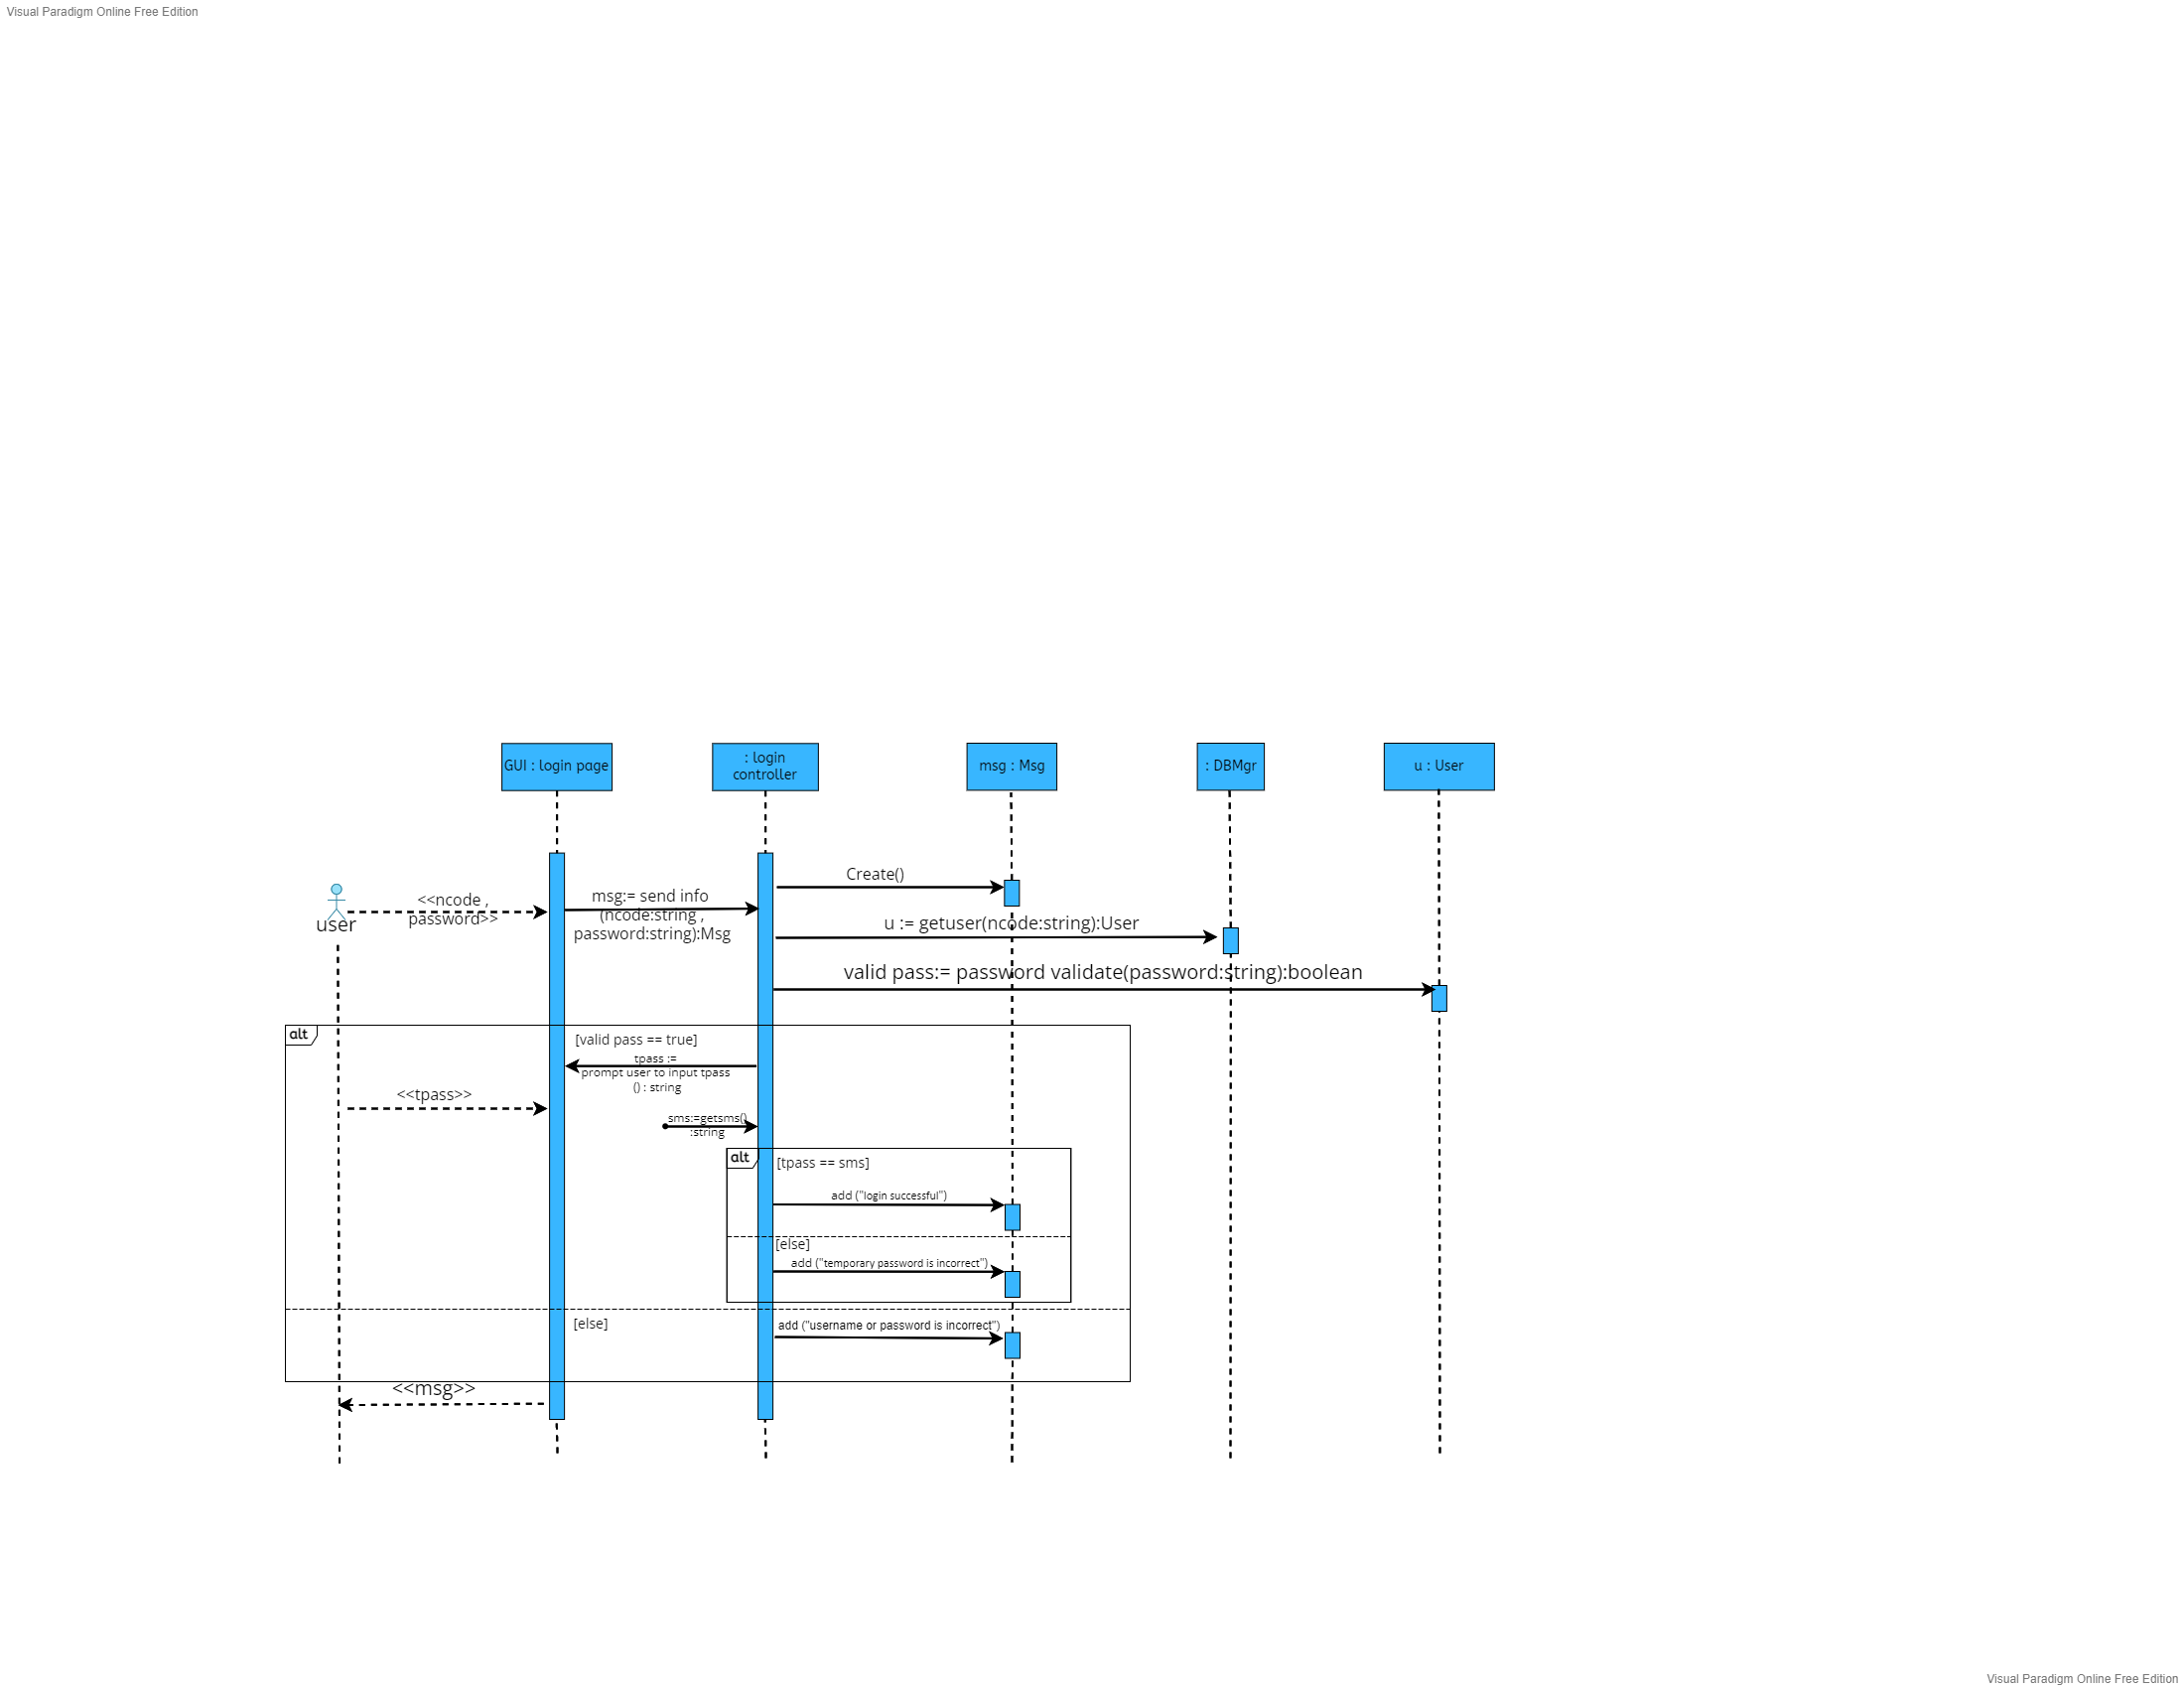 Visual Paradigm Online Free Edition
GUI : login page
: login
controller
msg : Msg
: DBMgr
u : User
user
<<ncode ,
password>>
msg:= send info
(ncode:string ,
password:string):Msg
Create()
u := getuser(ncode:string):User
valid pass:= password validate(password:string):boolean
alt
[valid pass == true]
tpass :=
prompt user to input tpass
() : string
<<tpass>>
sms:=getsms()
:string
alt
[tpass == sms]
add ("login successful")
[else]
add ("temporary password is incorrect")
[else]
add ("username or password is incorrect")
<<msg>>
Visual Paradigm Online Free Edition